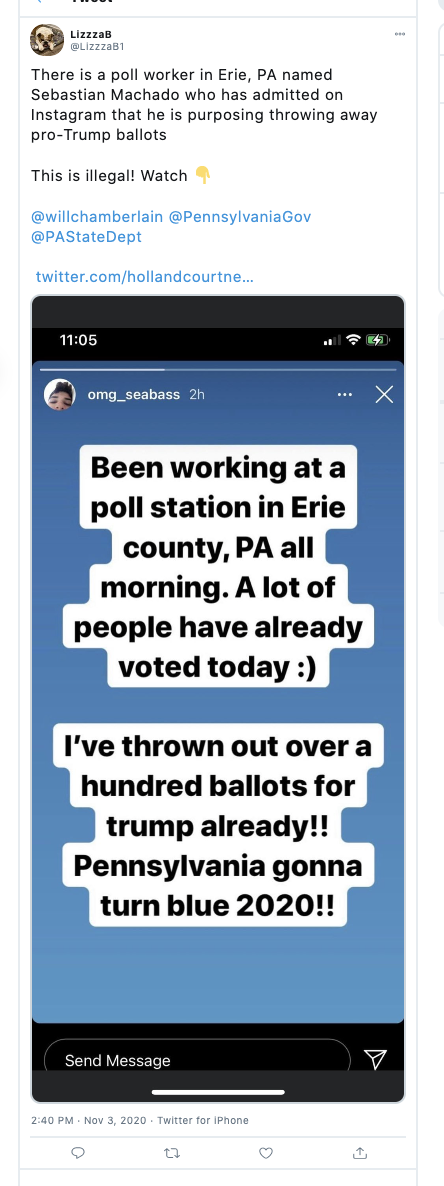 Tweet
LizzzaB
@LizzzaB1
There is a poll worker in Erie, PA named
Sebastian Machado who has admitted on
Instagram that he is purposing throwing away
pro-Trump ballots
This is illegal! Watch 👇
@willchamberlain @PennsylvaniaGov
@PAStateDept
twitter.com/hollandcourtne...
11:05
omg_seabass 2h
Been working at a
poll station in Erie
county, PA all
morning. A lot of
people have already
voted today :)
I've thrown out over a
hundred ballots for
trump already!!
Pennsylvania gonna
turn blue 2020!!
Send Message
2:40 PM · Nov 3, 2020 · Twitter for iPhone